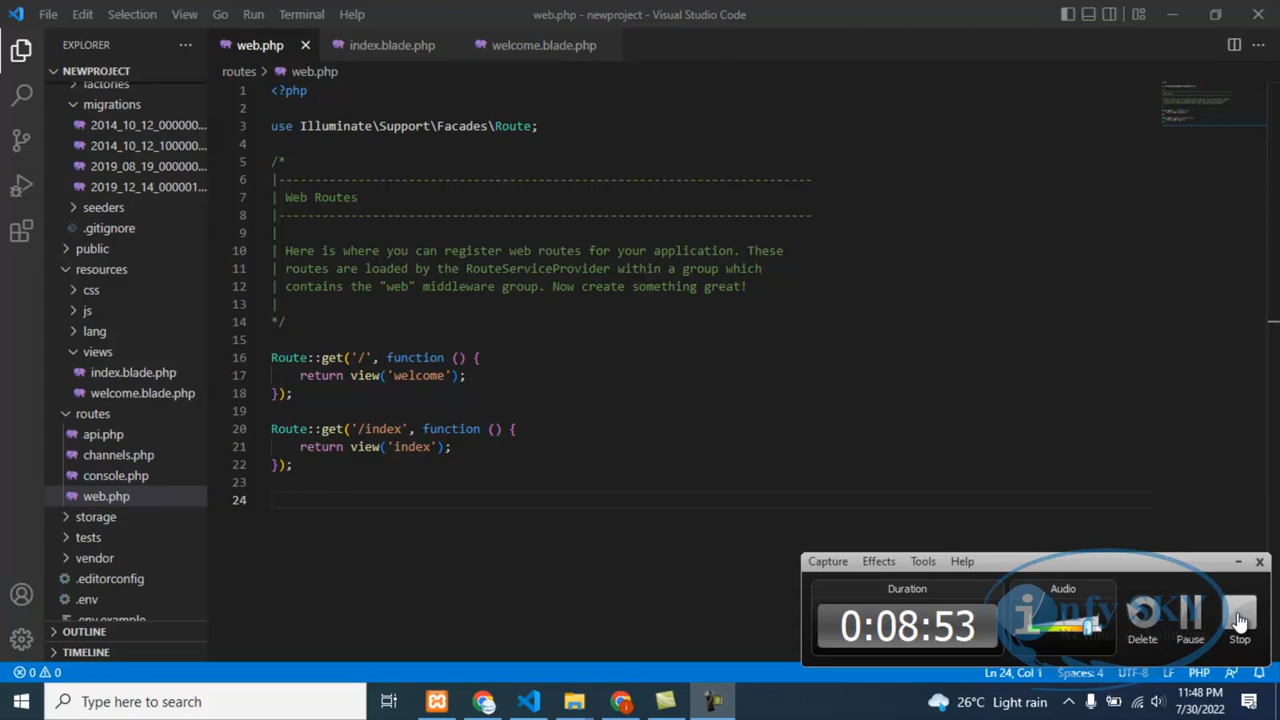 File Edit Selection View Go Run Terminal Help
web.php - newproject - Visual Studio Code
EXPLORER
NEWPROJECT
factories
migrations
2014_10_12_000000...
2014_10_12_100000...
2019_08_19_000000...
2019_12_14_000001...
seeders
.gitignore
public
resources
css
js
lang
views
index.blade.php
welcome.blade.php
routes
api.php
channels.php
console.php
web.php
storage
tests
vendor
.editorconfig
.env
.env.example
OUTLINE
TIMELINE
web.php index.blade.php welcome.blade.php
routes > web.php
1 <?php
2
3 use Illuminate\Support\Facades\Route;
4
5 /*
6 |--------------------------------------------------------------------------
7 | Web Routes
8 |--------------------------------------------------------------------------
9 |
10 | Here is where you can register web routes for your application. These
11 | routes are loaded by the RouteServiceProvider within a group which
12 | contains the "web" middleware group. Now create something great!
13 |
14 */
15
16 Route::get('/', function () {
17 return view('welcome');
18 });
19
20 Route::get('/index', function () {
21 return view('index');
22 });
23
24
Capture Effects Tools Help
Duration
0:08:53
Audio
Delete Pause Stop
nfy SKY
0 0
Ln 24, Col 1 Spaces: 4 UTF-8 LF PHP
Type here to search
26°C Light rain
11:48 PM
7/30/2022